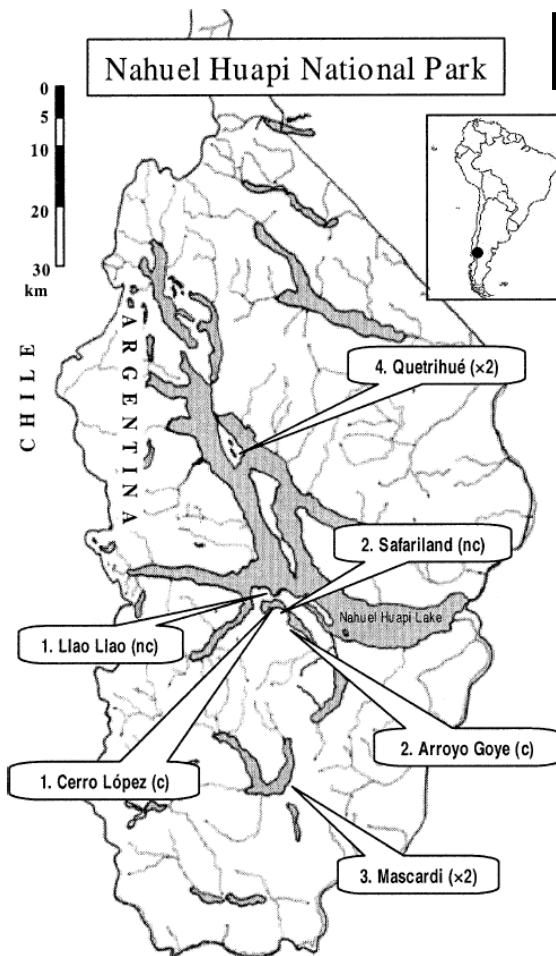 Nahuel Huapi National Park
0
5
10
20
30
km
CHILE
ARGENTINA
4. Quetrihué (×2)
2. Safariland (nc)
Nahuel Huapi Lake
1. Llao Llao (nc)
2. Arroyo Goye (c)
1. Cerro López (c)
3. Mascardi (×2)